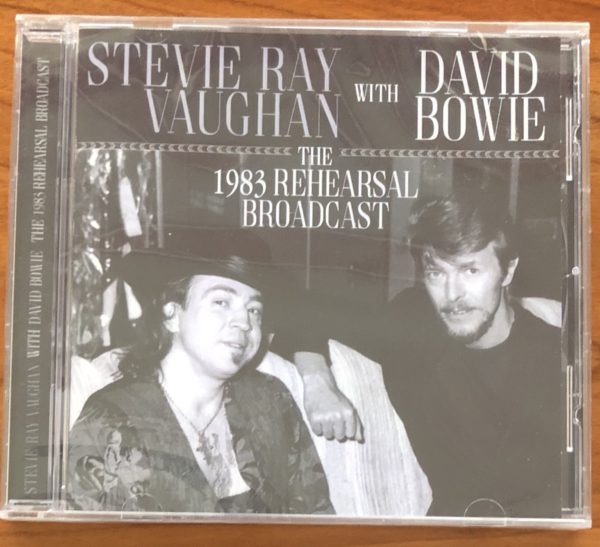 STEVIE RAY
VAUGHAN
WITH
DAVID
BOWIE
THE
1983 REHEARSAL
BROADCAST
STEVIE RAY VAUGHAN WITH DAVID BOWIE THE 1983 REHEARSAL BROADCAST